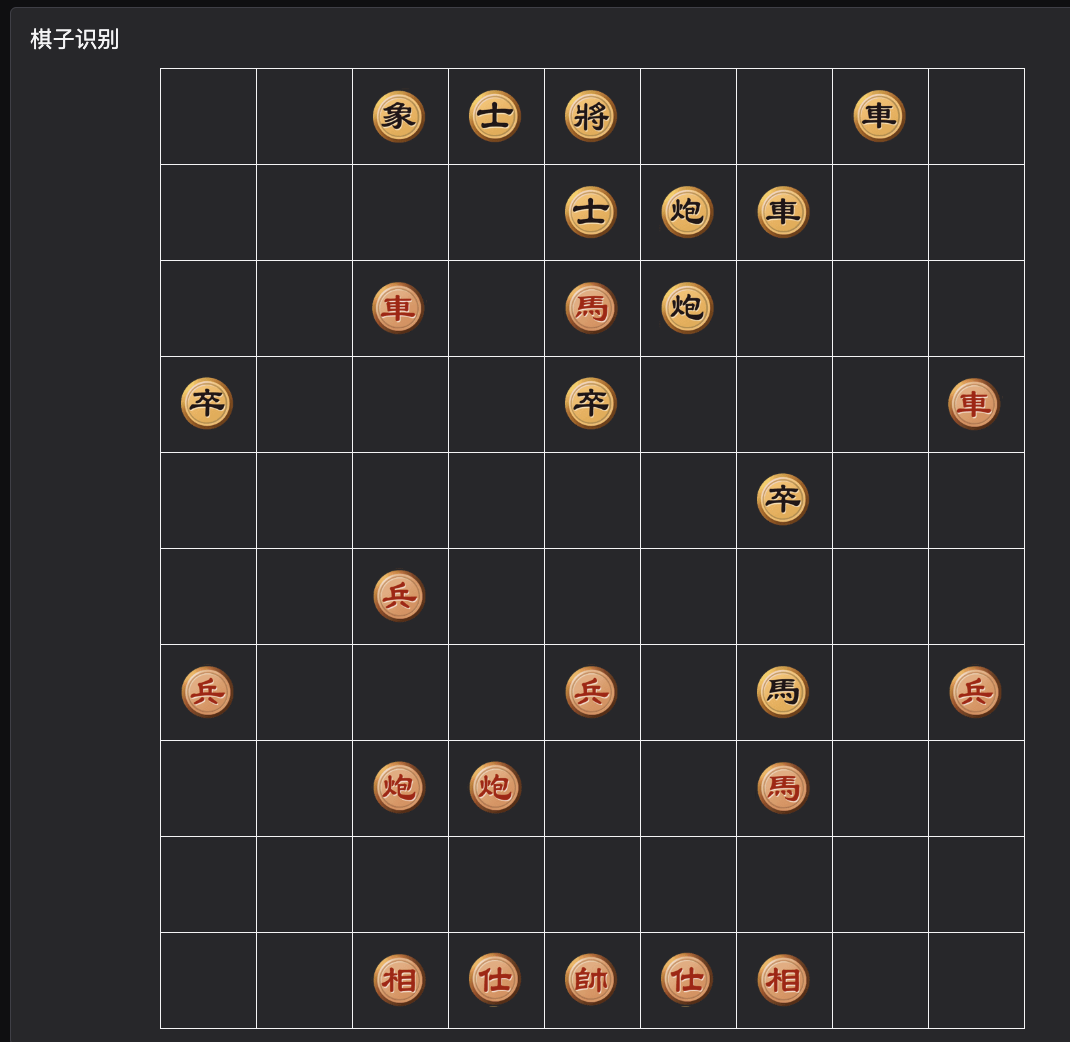 棋子识别
象 士 將 車
士 炮 車
車 馬 炮
卒 卒 車
卒
兵
兵 兵 馬 兵
炮 炮 馬
相 仕 帥 仕 相